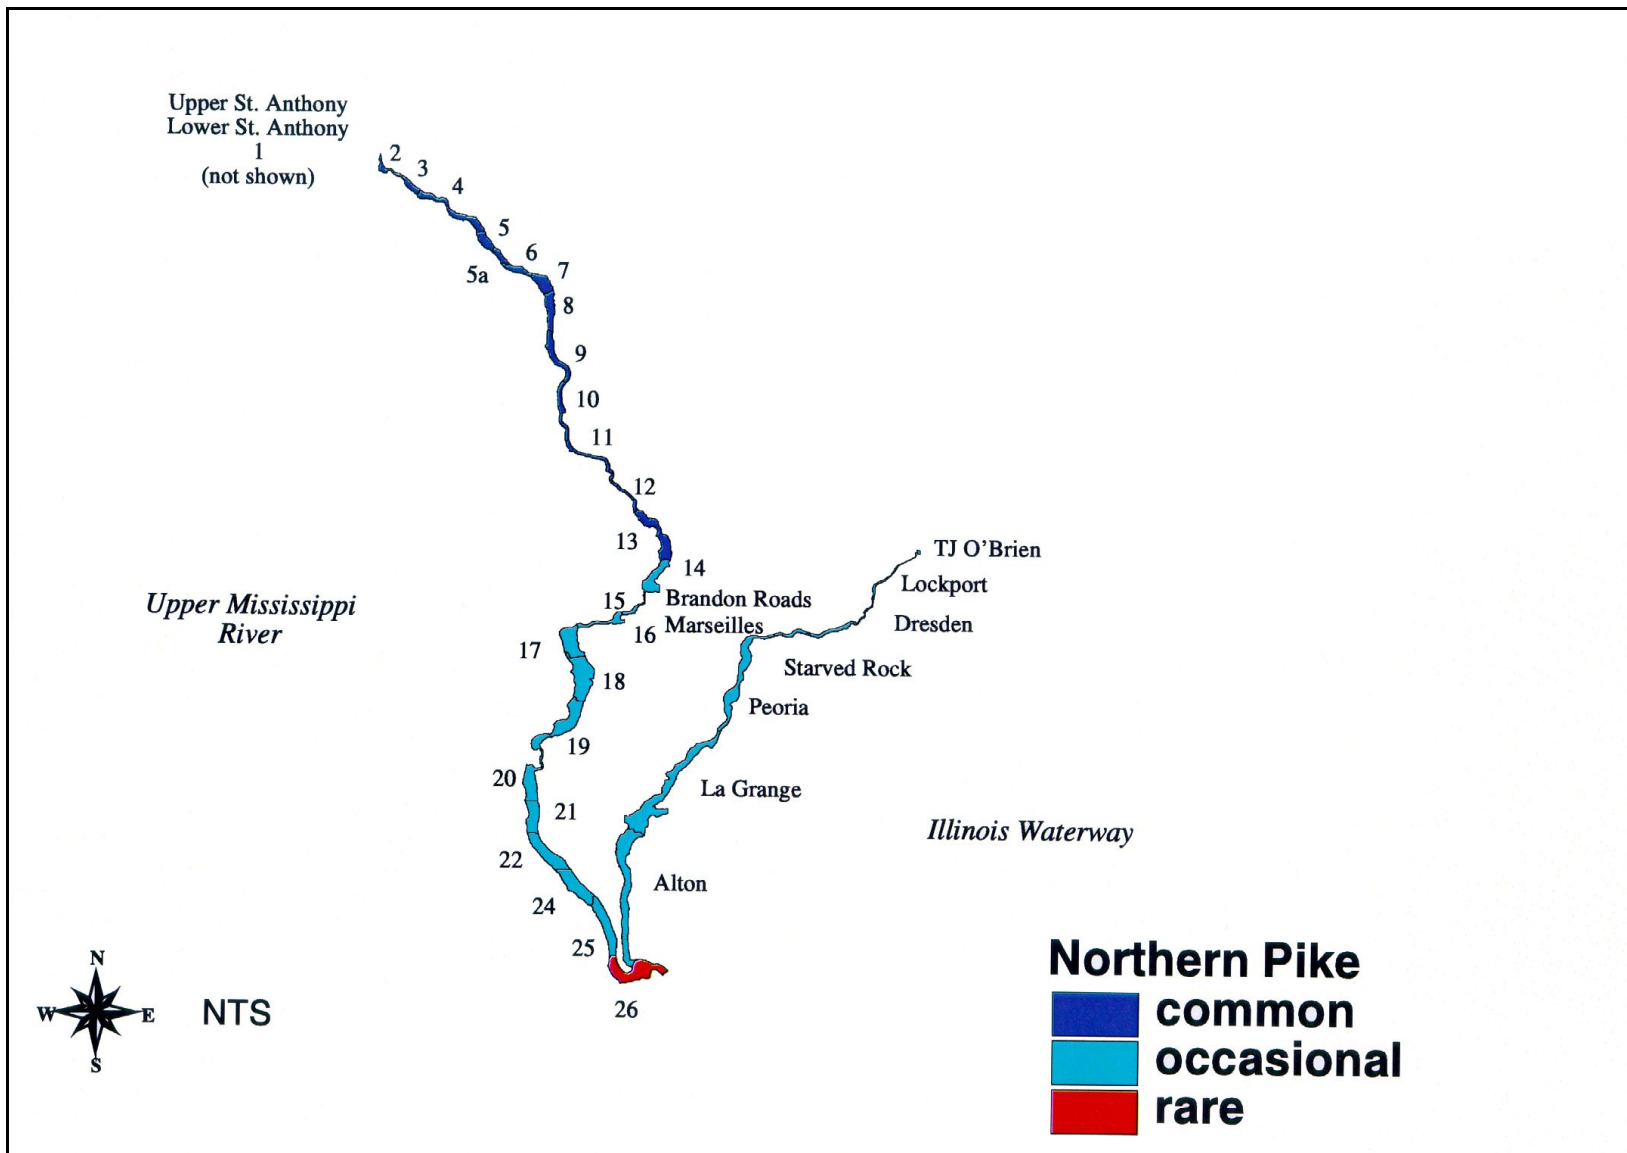 Upper St. Anthony
Lower St. Anthony
1
(not shown)
2
3
4
5
6
5a
7
8
9
10
11
12
13
TJ O'Brien
14
Lockport
Brandon Roads
15
Upper Mississippi
River
Marseilles
16
Dresden
17
Starved Rock
18
Peoria
19
20
La Grange
21
Illinois Waterway
22
Alton
24
25
26
N
W
E
S
NTS
Northern Pike
common
occasional
rare